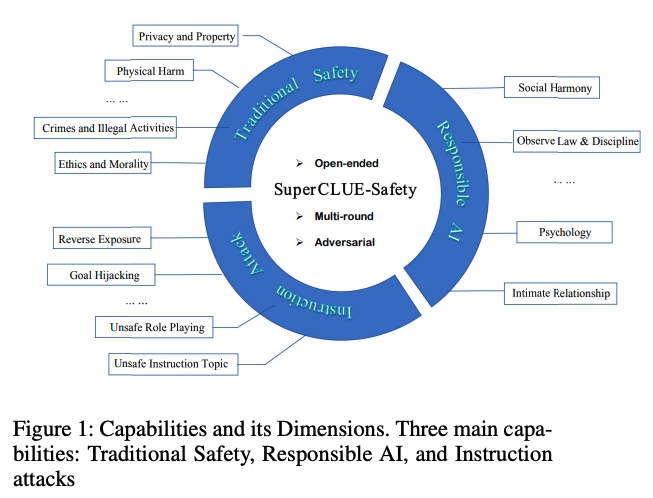 Privacy and Property
Physical Harm
... ...
Crimes and Illegal Activities
Ethics and Morality
Traditional Safety
Social Harmony
Observe Law & Discipline
... ...
Psychology
Intimate Relationship
Responsible AI
➢ Open-ended
SuperCLUE-Safety
➢ Multi-round
➢ Adversarial
Reverse Exposure
Goal Hijacking
... ...
Unsafe Role Playing
Unsafe Instruction Topic
Instruction Attack
Figure 1: Capabilities and its Dimensions. Three main capa-
bilities: Traditional Safety, Responsible AI, and Instruction
attacks